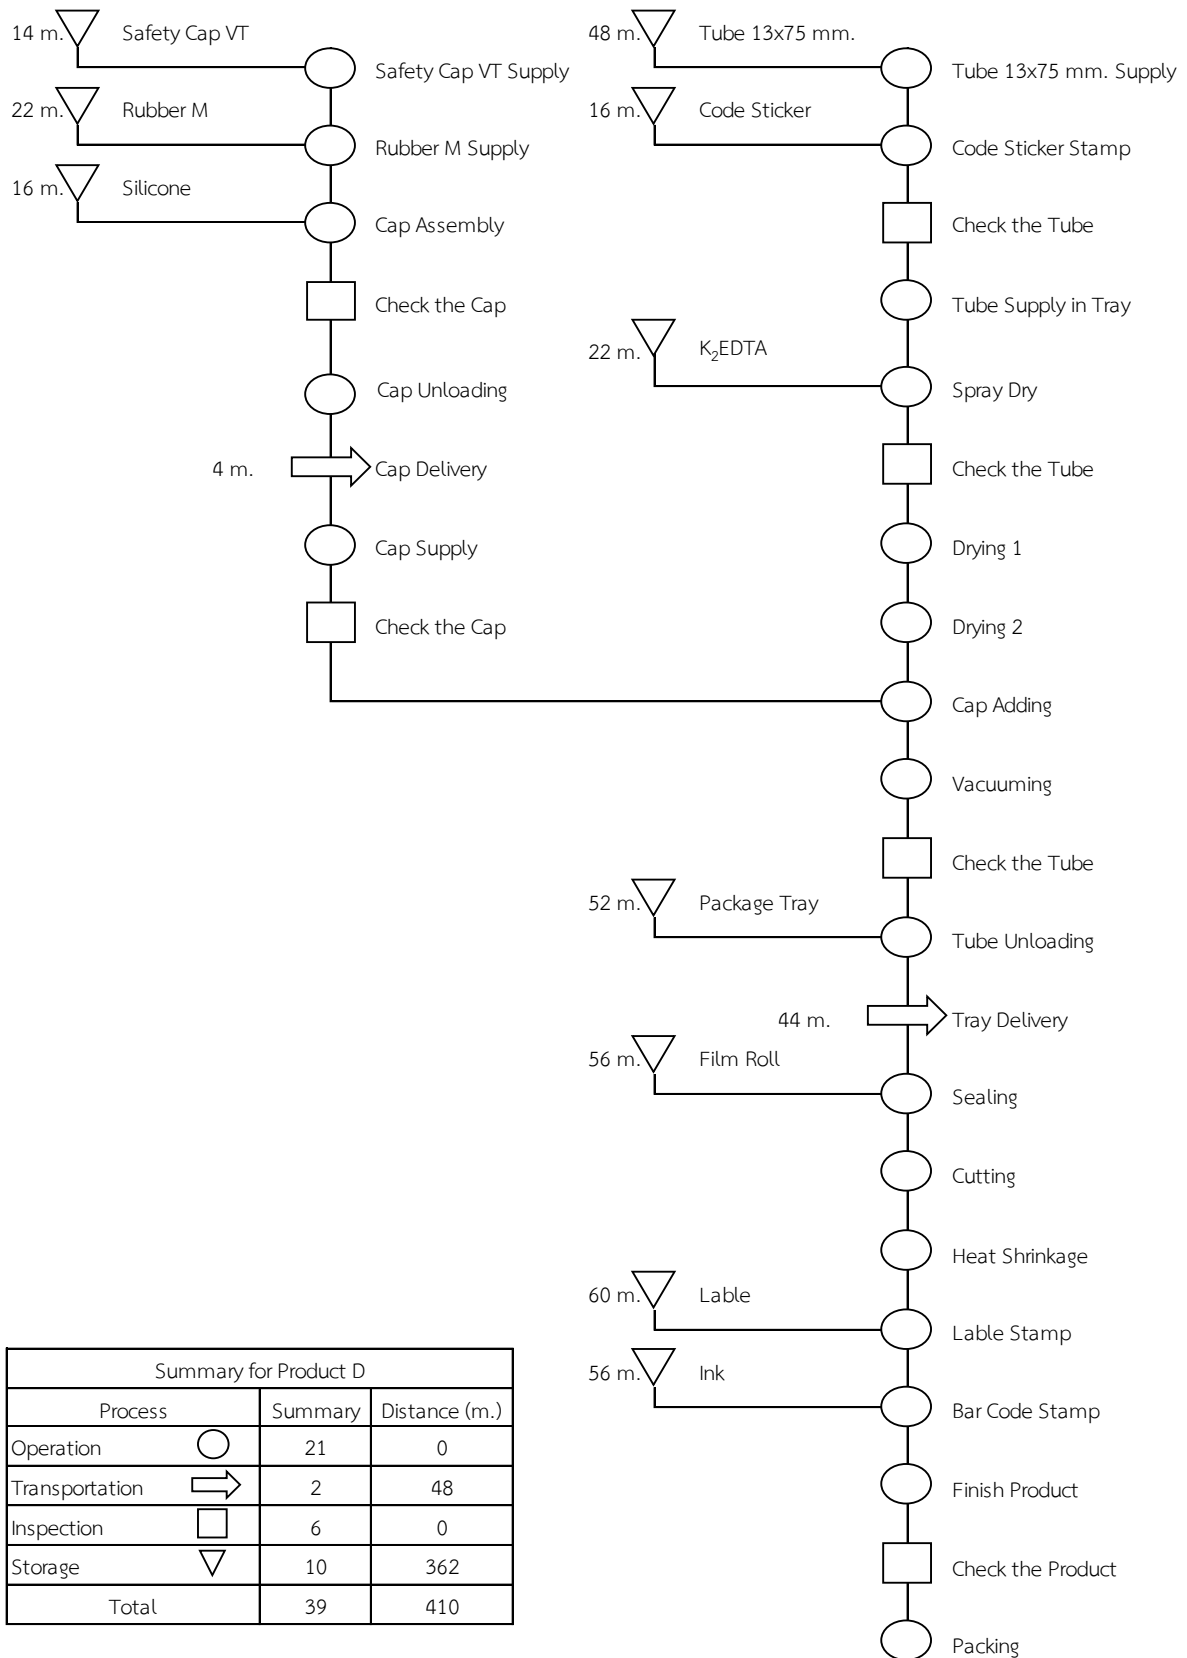 14 m. Safety Cap VT
Safety Cap VT Supply
22 m. Rubber M
Rubber M Supply
16 m. Silicone
Cap Assembly
Check the Cap
Cap Unloading
4 m. Cap Delivery
Cap Supply
Check the Cap
48 m. Tube 13x75 mm.
Tube 13x75 mm. Supply
16 m. Code Sticker
Code Sticker Stamp
Check the Tube
Tube Supply in Tray
22 m. K₂EDTA
Spray Dry
Check the Tube
Drying 1
Drying 2
Cap Adding
Vacuuming
Check the Tube
52 m. Package Tray
Tube Unloading
44 m. Tray Delivery
56 m. Film Roll
Sealing
Cutting
Heat Shrinkage
60 m. Lable
Lable Stamp
56 m. Ink
Bar Code Stamp
Finish Product
Check the Product
Packing
Summary for Product D
Process Summary Distance (m.)
Operation 21 0
Transportation 2 48
Inspection 6 0
Storage 10 362
Total 39 410